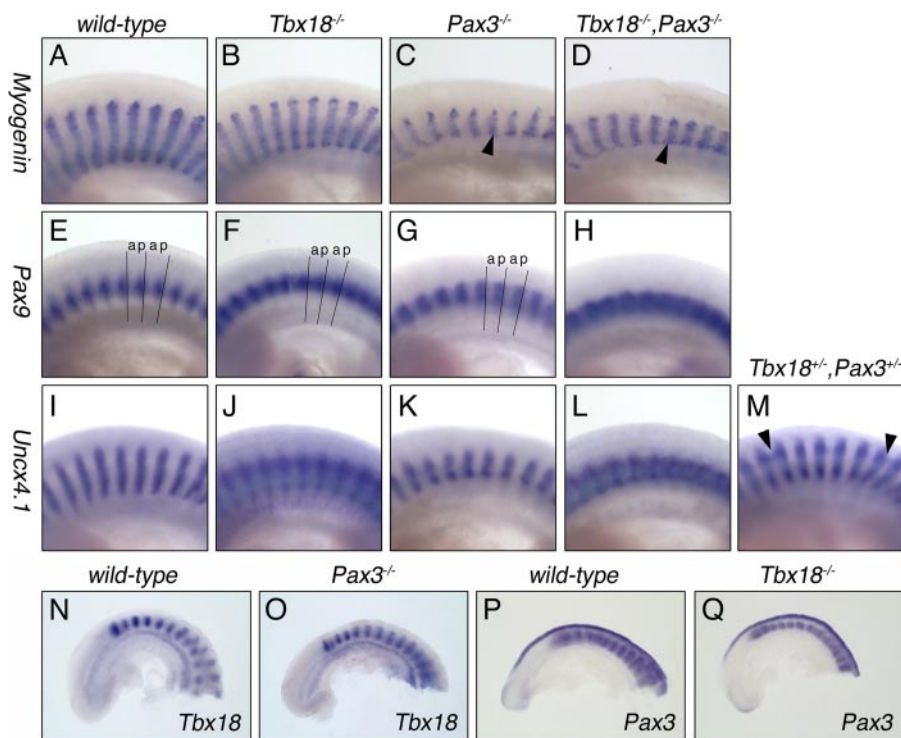 wild-type Tbx18-/- Pax3-/- Tbx18-/-,Pax3-/-
A B C D
Myogenin
E F G H
a p a p a p a p a p a p
Pax9
Tbx18+/-,Pax3+/-
I J K L M
Uncx4.1
wild-type Pax3-/- wild-type Tbx18-/-
N O P Q
Tbx18 Tbx18 Pax3 Pax3